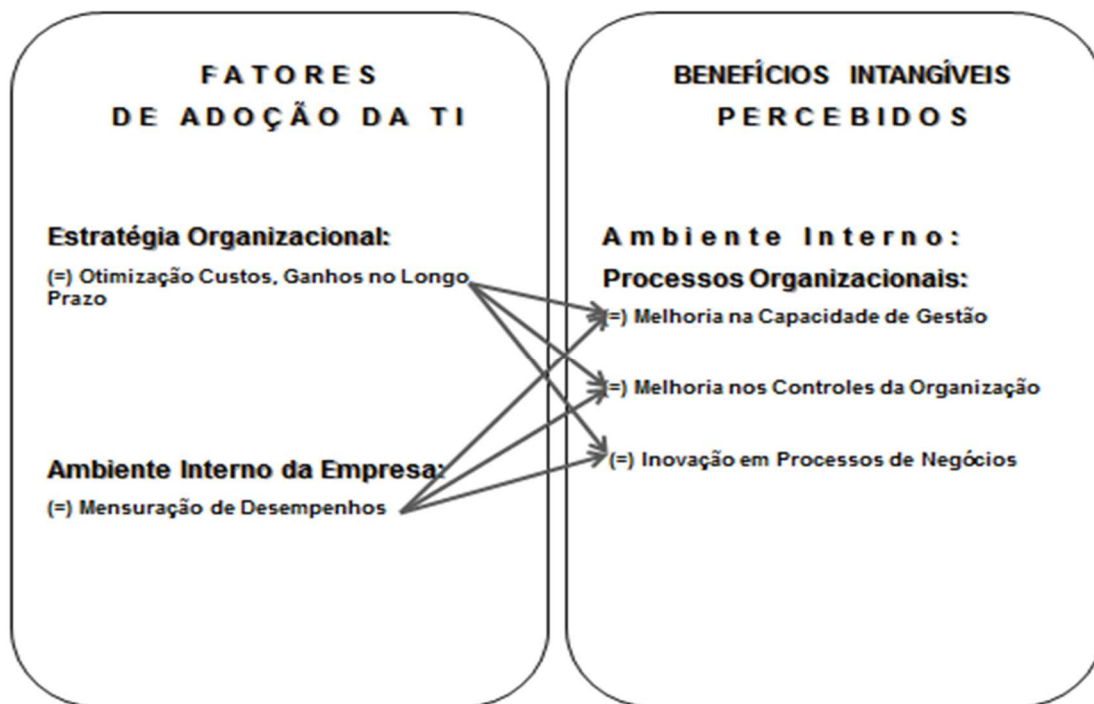 FATORES
DE ADOÇÃO DA TI
Estratégia Organizacional:
(=) Otimização Custos, Ganhos no Longo
Prazo
Ambiente Interno da Empresa:
(=) Mensuração de Desempenhos
BENEFÍCIOS INTANGÍVEIS
PERCEBIDOS
Ambiente Interno:
Processos Organizacionais:
(=) Melhoria na Capacidade de Gestão
(=) Melhoria nos Controles da Organização
(=) Inovação em Processos de Negócios